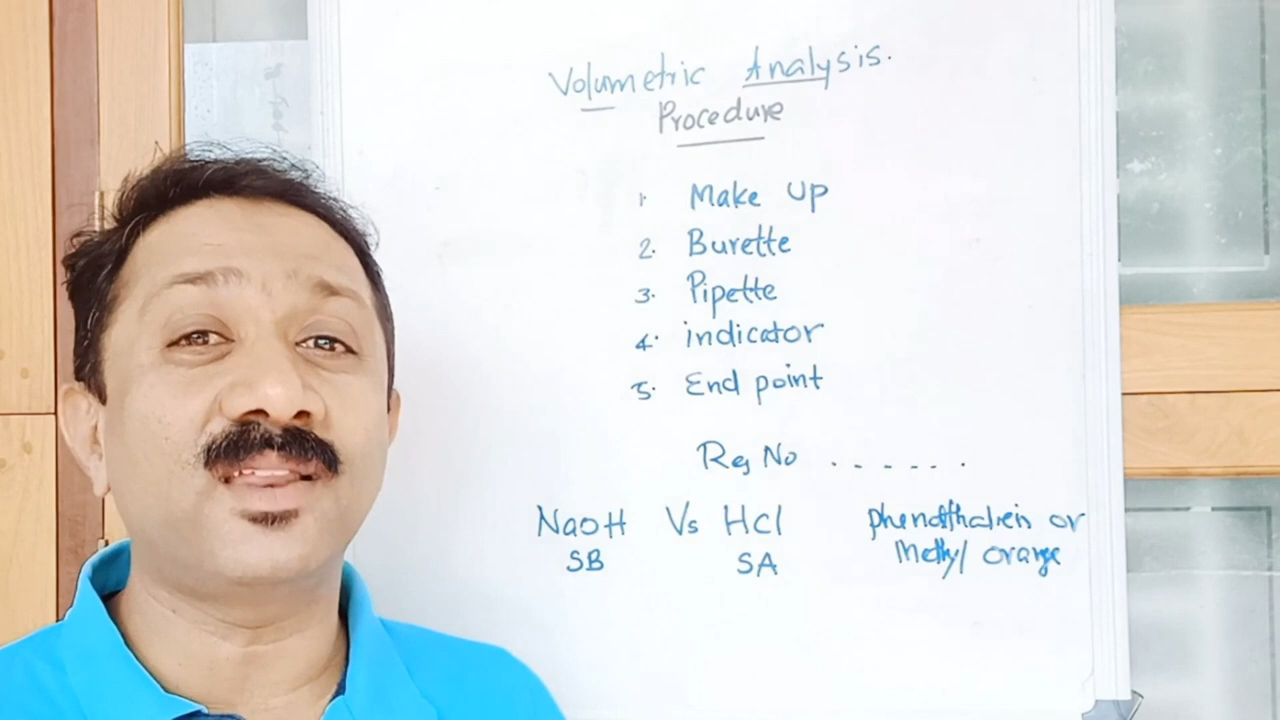 Volumetric Analysis.
Procedure
1. Make Up
2. Burette
3. Pipette
4. indicator
5. End point
Reg No . - - - - - .
NaOH Vs HCl phenolthalein or
SB SA Methyl orange